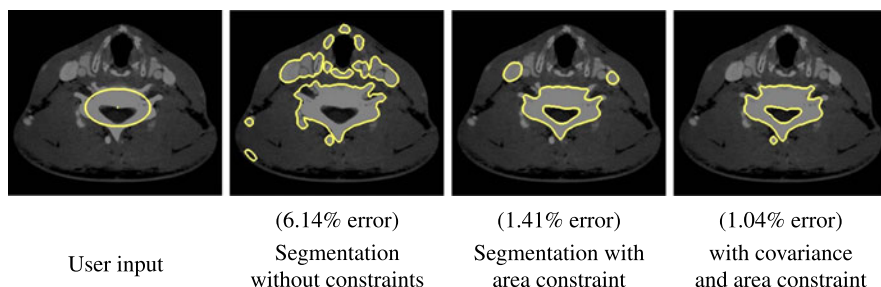 (6.14% error)
(1.41% error)
(1.04% error)
User input
Segmentation
without constraints
Segmentation with
area constraint
with covariance
and area constraint